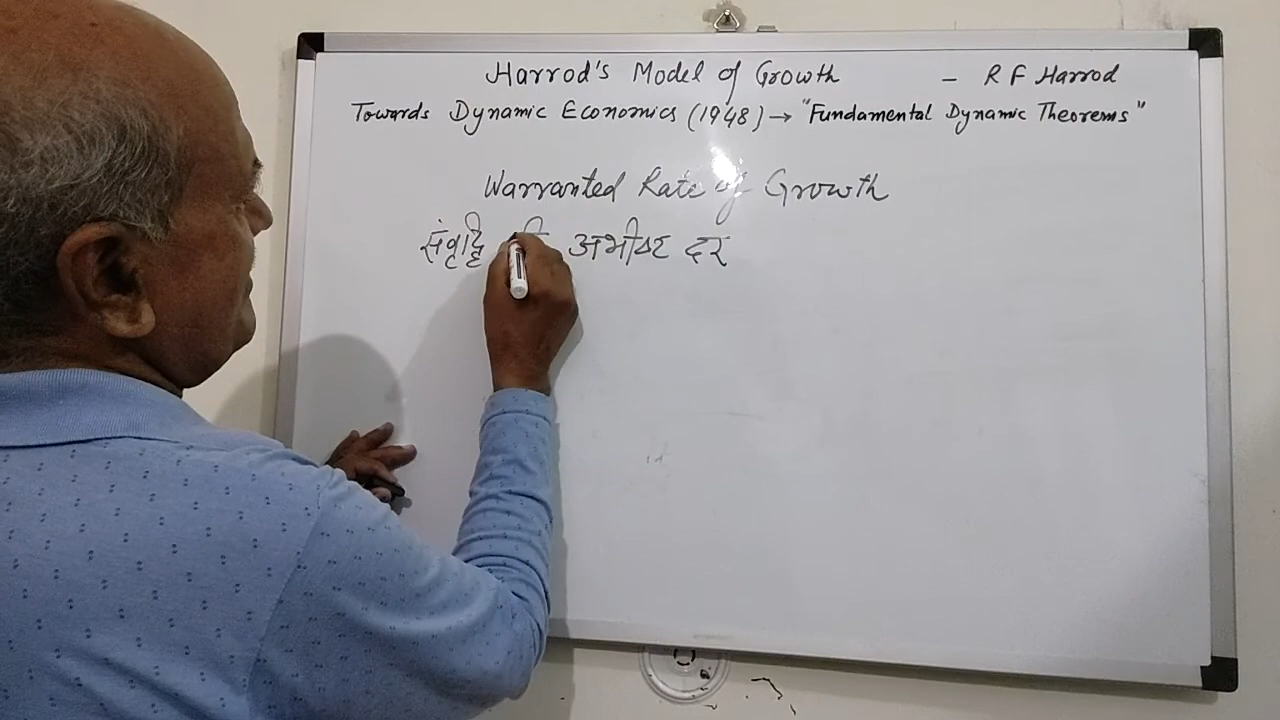 Harrod's Model of Growth - R F Harrod
Towards Dynamic Economics (1948) → "Fundamental Dynamic Theorems"
Warranted Rate of Growth
संवृद्धि की अभीष्ट दर